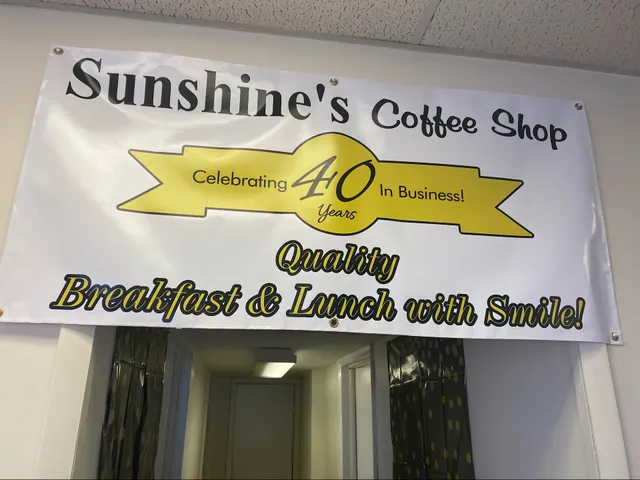 Sunshine's Coffee Shop
Celebrating 40 Years In Business!
Quality
Breakfast & Lunch with Smile!